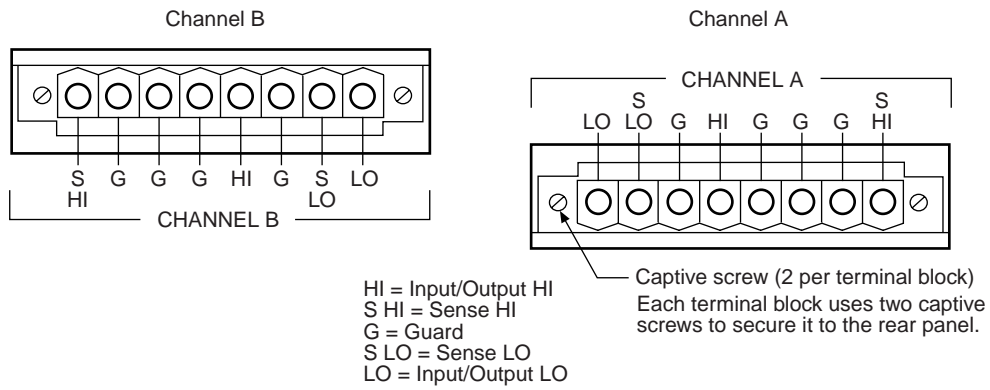 Channel B
S HI G G G HI G S LO LO
CHANNEL B
Channel A
CHANNEL A
LO S LO G HI G G G S HI
Captive screw (2 per terminal block)
Each terminal block uses two captive
screws to secure it to the rear panel.
HI = Input/Output HI
S HI = Sense HI
G = Guard
S LO = Sense LO
LO = Input/Output LO